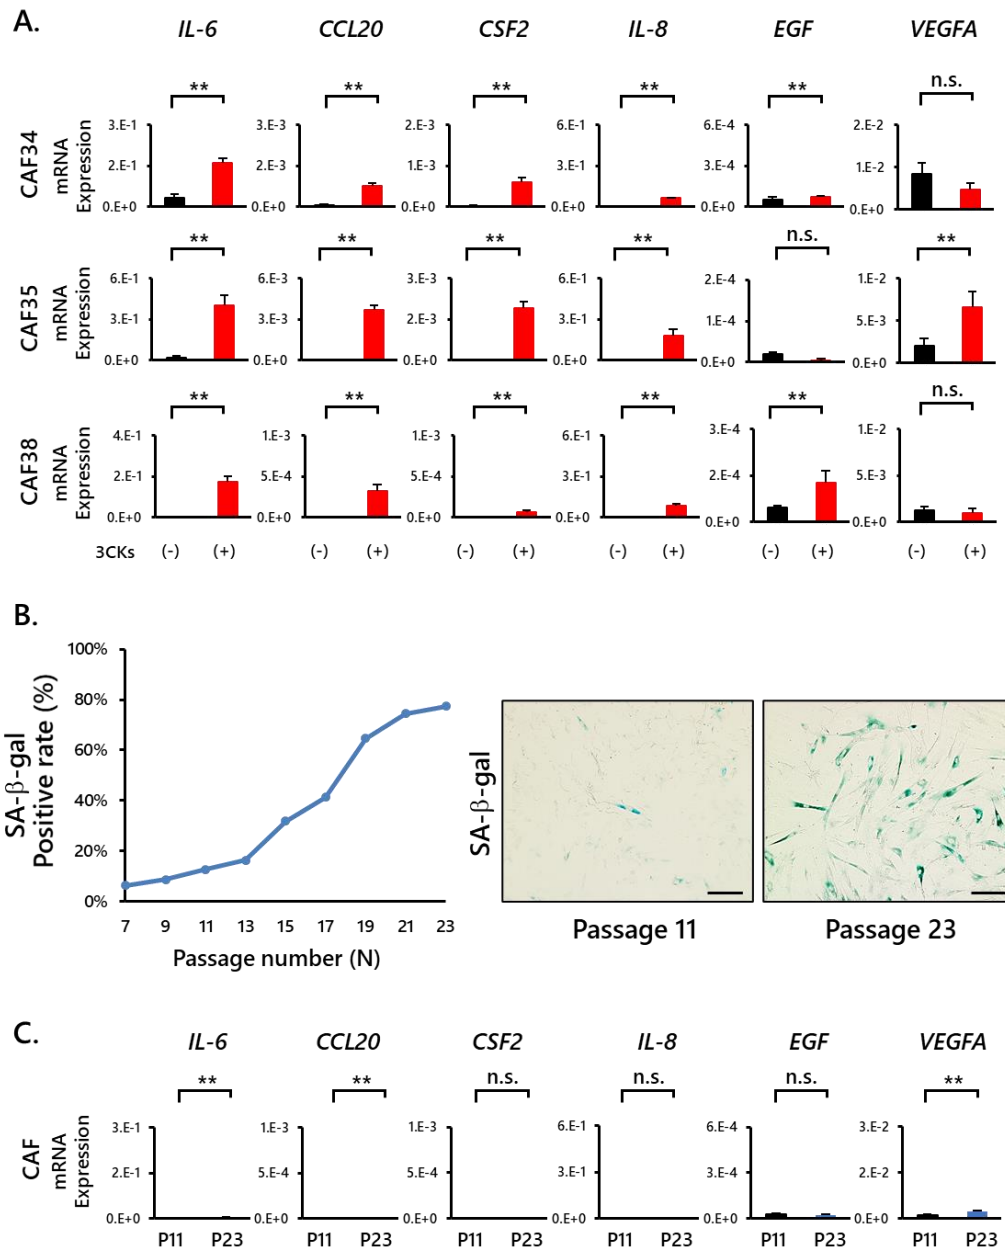 A.
IL-6 CCL20 CSF2 IL-8 EGF VEGFA
** ** ** ** ** n.s.
CAF34
mRNA
Expression
3.E-1 3.E-3 2.E-3 6.E-1 6.E-4 2.E-2
2.E-1 2.E-3 1.E-3 3.E-1 3.E-4 1.E-2
0.E+0 0.E+0 0.E+0 0.E+0 0.E+0 0.E+0
** ** ** ** n.s. **
CAF35
mRNA
Expression
6.E-1 6.E-3 3.E-3 6.E-1 2.E-4 1.E-2
3.E-1 3.E-3 2.E-3 3.E-1 1.E-4 5.E-3
0.E+0 0.E+0 0.E+0 0.E+0 0.E+0 0.E+0
** ** ** ** ** n.s.
CAF38
mRNA
Expression
4.E-1 1.E-3 1.E-3 6.E-1 3.E-4 1.E-2
2.E-1 5.E-4 5.E-4 3.E-1 2.E-4 5.E-3
0.E+0 0.E+0 0.E+0 0.E+0 0.E+0 0.E+0
3CKs (-) (+) (-) (+) (-) (+) (-) (+) (-) (+) (-) (+)
B.
SA-β-gal
Positive rate (%)
100%
80%
60%
40%
20%
0%
7 9 11 13 15 17 19 21 23
Passage number (N)
SA-β-gal
Passage 11 Passage 23
C.
IL-6 CCL20 CSF2 IL-8 EGF VEGFA
** ** n.s. n.s. n.s. **
CAF
mRNA
Expression
3.E-1 1.E-3 1.E-3 6.E-1 6.E-4 3.E-2
2.E-1 5.E-4 5.E-4 3.E-1 3.E-4 2.E-2
0.E+0 0.E+0 0.E+0 0.E+0 0.E+0 0.E+0
P11 P23 P11 P23 P11 P23 P11 P23 P11 P23 P11 P23